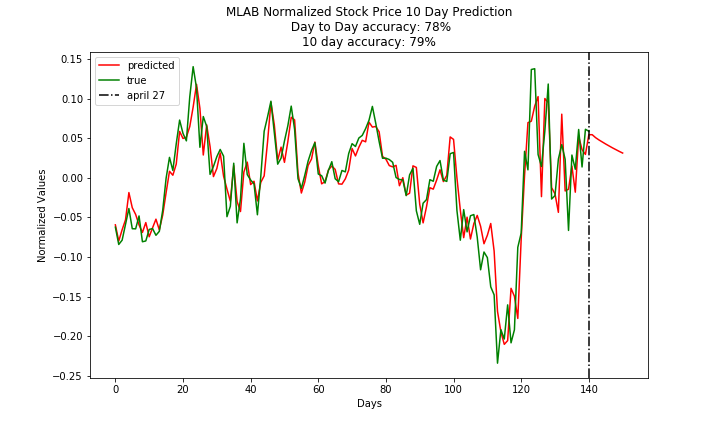 MLAB Normalized Stock Price 10 Day Prediction
Day to Day accuracy: 78%
10 day accuracy: 79%
predicted
true
april 27
Normalized Values
0.15
0.10
0.05
0.00
−0.05
−0.10
−0.15
−0.20
−0.25
0 20 40 60 80 100 120 140
Days